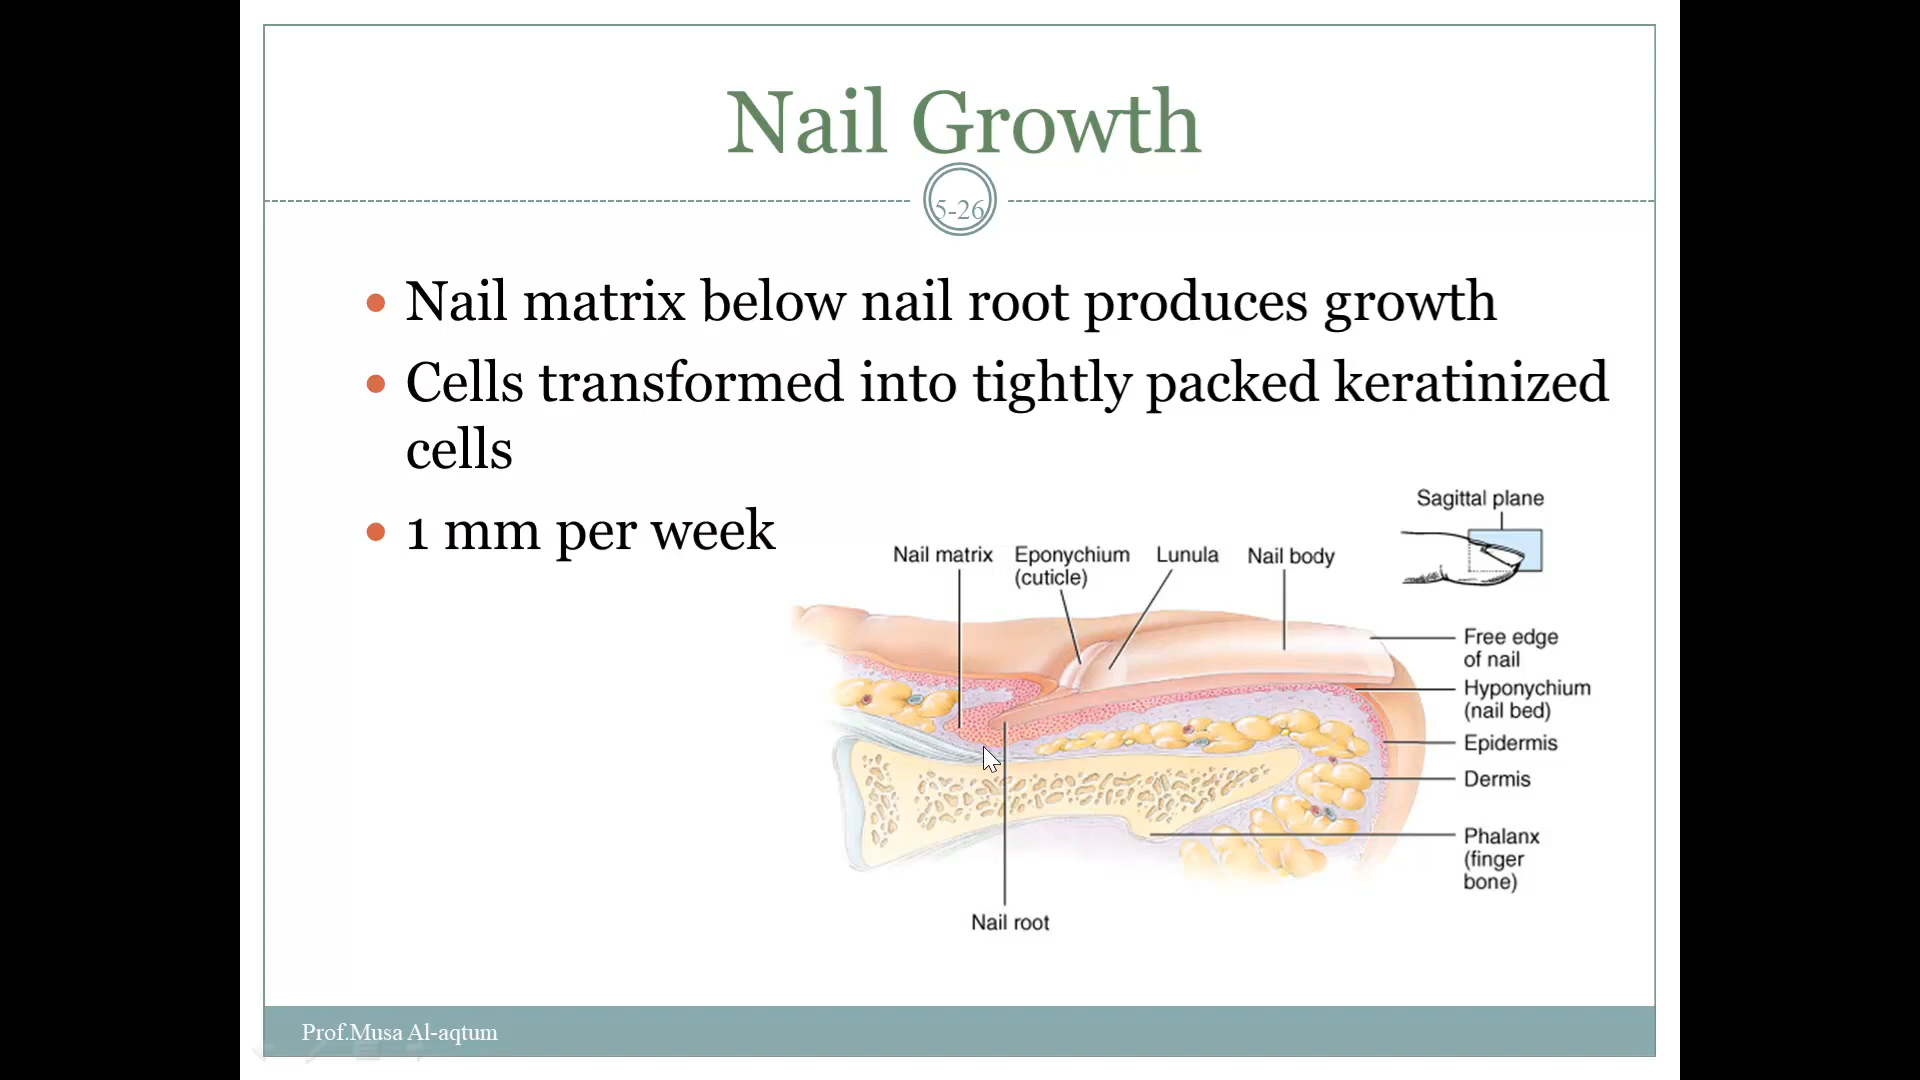 Nail Growth
5-26
• Nail matrix below nail root produces growth
• Cells transformed into tightly packed keratinized
cells
• 1 mm per week
Sagittal plane
Nail matrix
Eponychium
(cuticle)
Lunula
Nail body
Free edge
of nail
Hyponychium
(nail bed)
Epidermis
Dermis
Phalanx
(finger
bone)
Nail root
Prof.Musa Al-aqtum